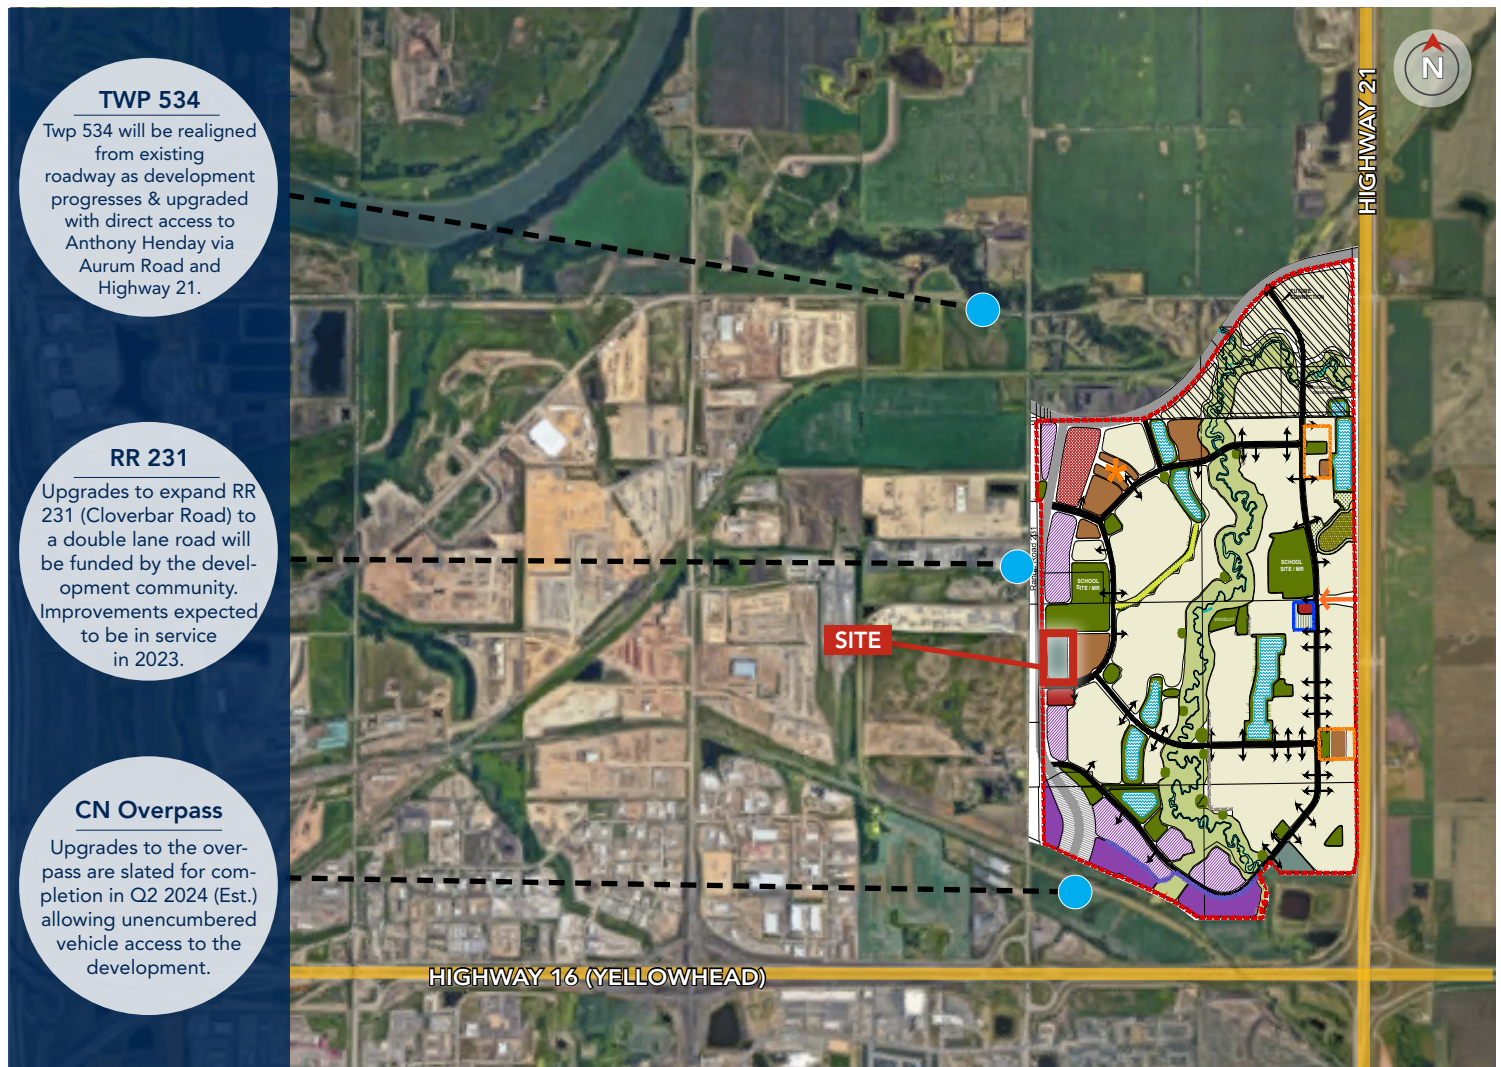 TWP 534
Twp 534 will be realigned
from existing
roadway as development
progresses & upgraded
with direct access to
Anthony Henday via
Aurum Road and
Highway 21.
RR 231
Upgrades to expand RR
231 (Cloverbar Road) to
a double lane road will
be funded by the devel-
opment community.
Improvements expected
to be in service
in 2023.
CN Overpass
Upgrades to the over-
pass are slated for com-
pletion in Q2 2024 (Est.)
allowing unencumbered
vehicle access to the
development.
N
HIGHWAY 21
FUTURE
CONNECTION
SCHOOL
SITE / MR
SCHOOL
SITE / MR
WOODLOT
SITE
HIGHWAY 16 (YELLOWHEAD)